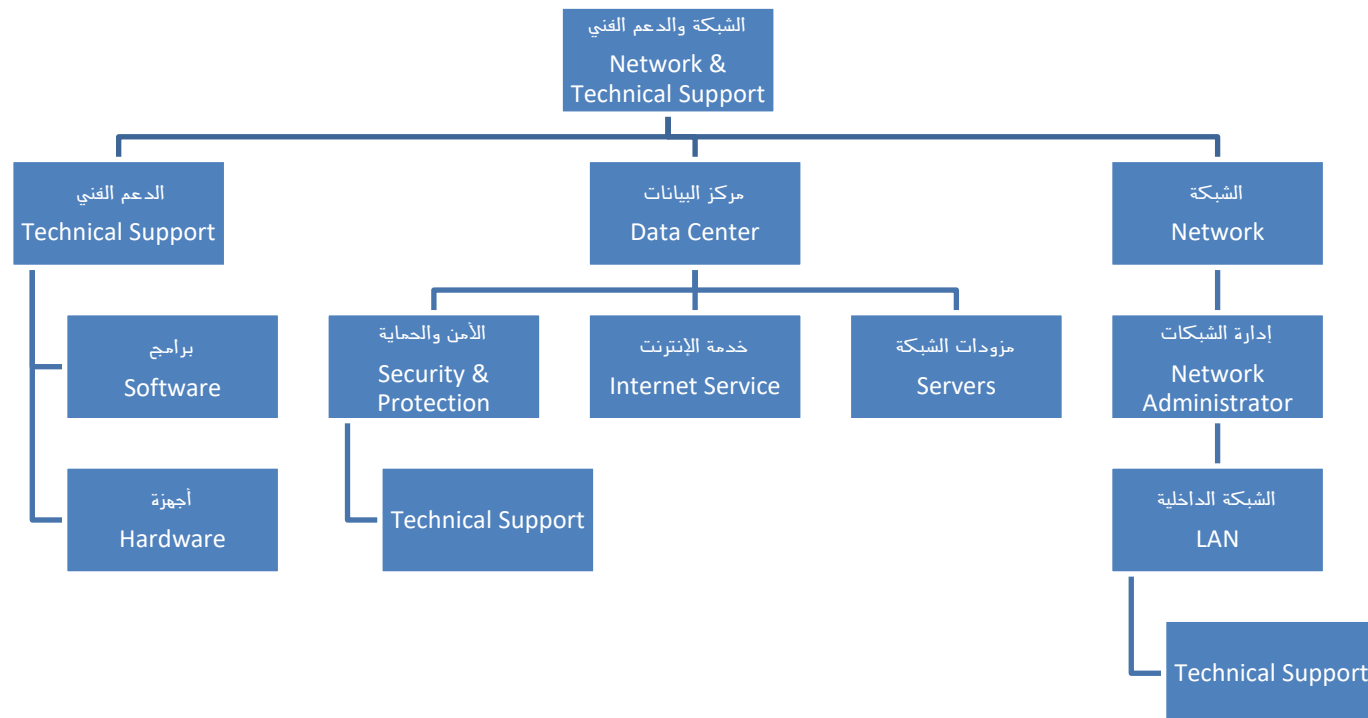 الشبكة والدعم الفني
Network &
Technical Support
الدعم الفني
Technical Support
مركز البيانات
Data Center
الشبكة
Network
برامج
Software
الأمن والحماية
Security &
Protection
خدمة الإنترنت
Internet Service
مزودات الشبكة
Servers
إدارة الشبكات
Network
Administrator
أجهزة
Hardware
Technical Support
الشبكة الداخلية
LAN
Technical Support